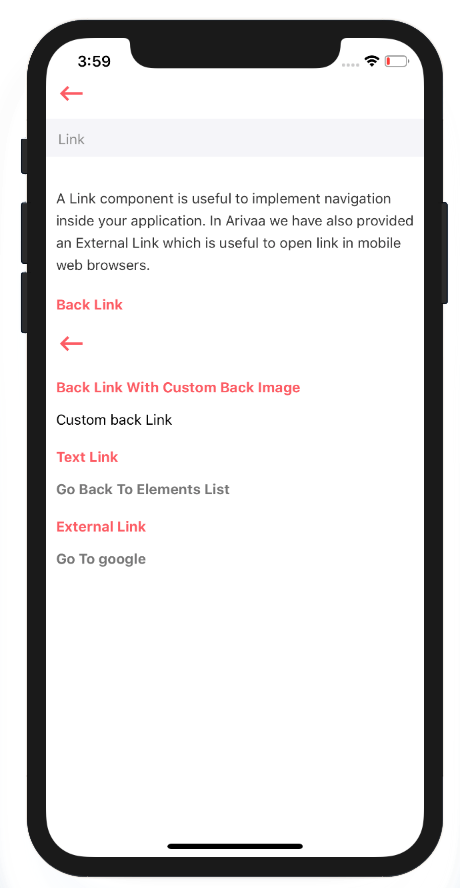 3:59
Link
A Link component is useful to implement navigation
inside your application. In Arivaa we have also provided
an External Link which is useful to open link in mobile
web browsers.
Back Link
Back Link With Custom Back Image
Custom back Link
Text Link
Go Back To Elements List
External Link
Go To google